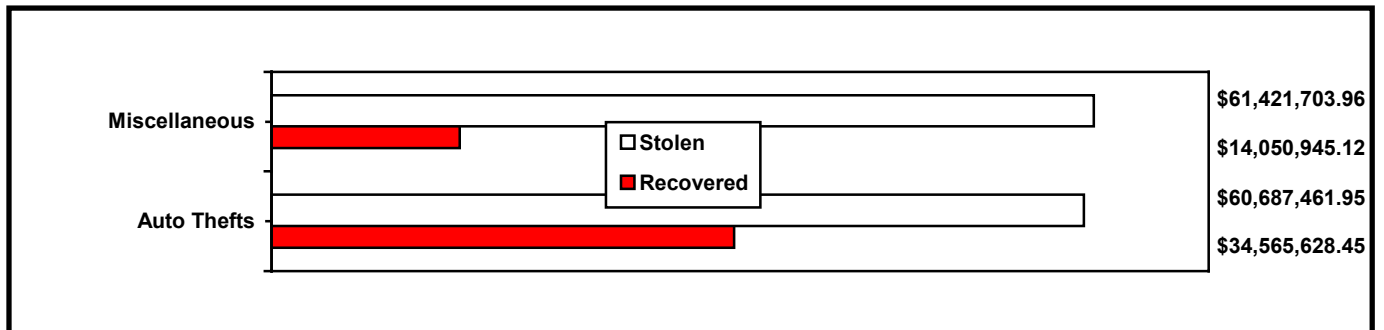 Miscellaneous
Auto Thefts
Stolen
Recovered
$61,421,703.96
$14,050,945.12
$60,687,461.95
$34,565,628.45